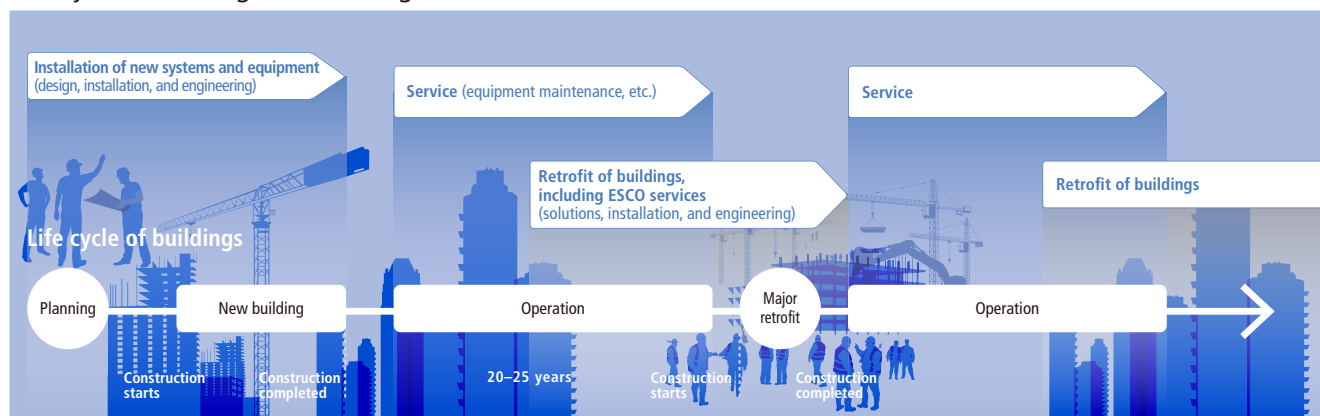 Installation of new systems and equipment
(design, installation, and engineering)
Service (equipment maintenance, etc.)
Service
Retrofit of buildings,
including ESCO services
(solutions, installation, and engineering)
Retrofit of buildings
Life cycle of buildings
Planning
New building
Operation
Major
retrofit
Operation
Construction
starts
Construction
completed
20–25 years
Construction
starts
Construction
completed